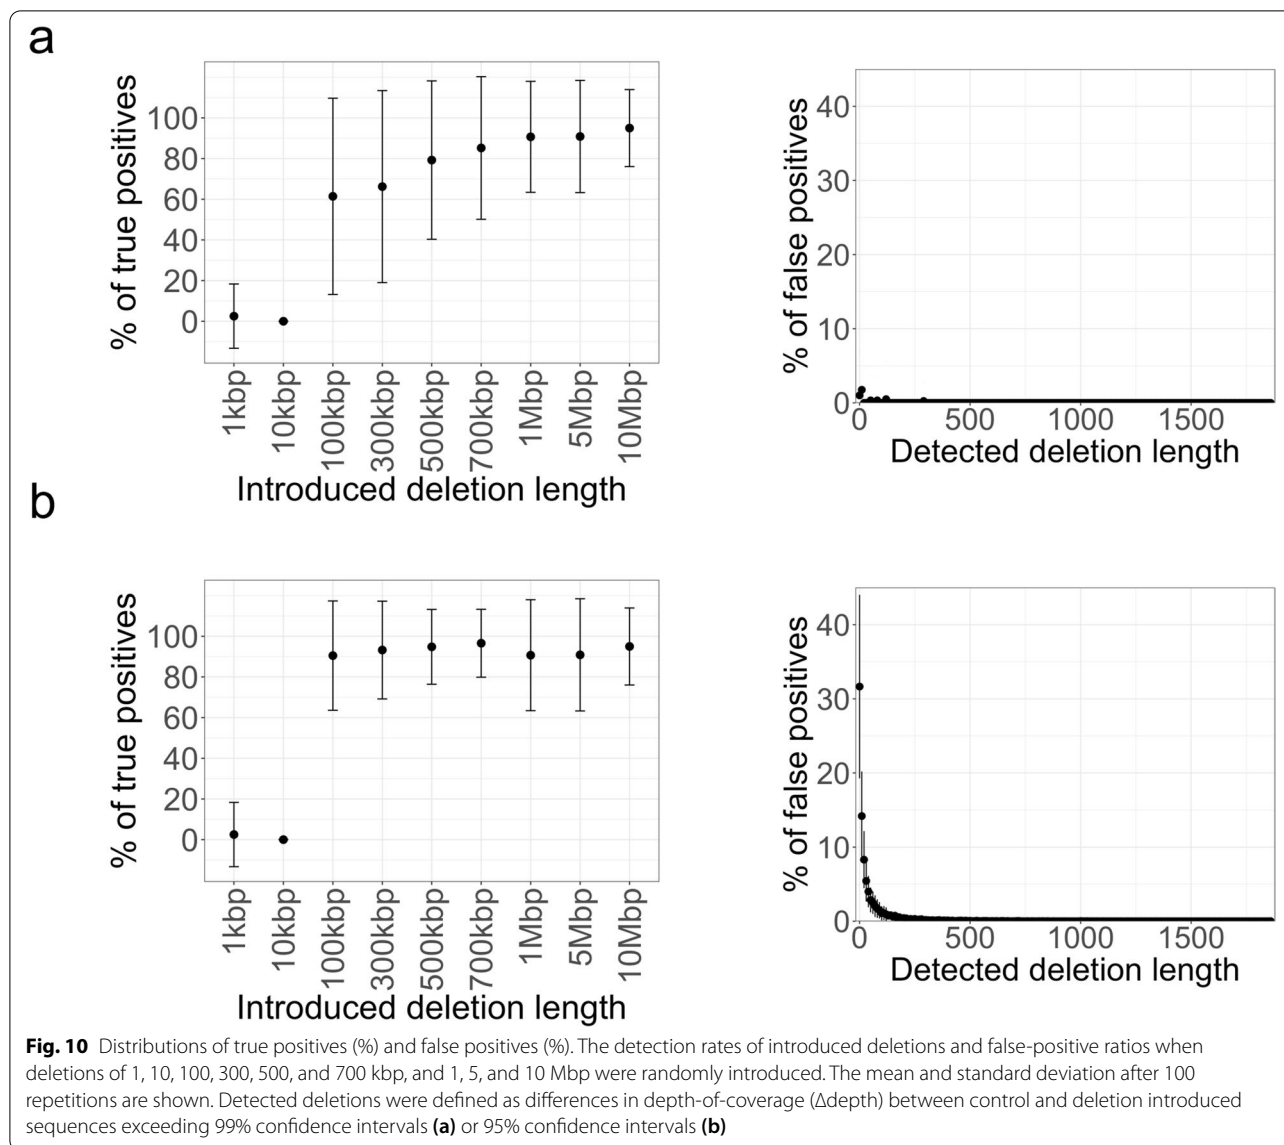 a
% of true positives
100
80
60
40
20
0
1kbp
10kbp
100kbp
300kbp
500kbp
700kbp
1Mbp
5Mbp
10Mbp
Introduced deletion length
% of false positives
40
30
20
10
0
0 500 1000 1500
Detected deletion length
b
% of true positives
100
80
60
40
20
0
1kbp
10kbp
100kbp
300kbp
500kbp
700kbp
1Mbp
5Mbp
10Mbp
Introduced deletion length
% of false positives
40
30
20
10
0
0 500 1000 1500
Detected deletion length
Fig. 10 Distributions of true positives (%) and false positives (%). The detection rates of introduced deletions and false-positive ratios when
deletions of 1, 10, 100, 300, 500, and 700 kbp, and 1, 5, and 10 Mbp were randomly introduced. The mean and standard deviation after 100
repetitions are shown. Detected deletions were defined as differences in depth-of-coverage (Δdepth) between control and deletion introduced
sequences exceeding 99% confidence intervals (a) or 95% confidence intervals (b)